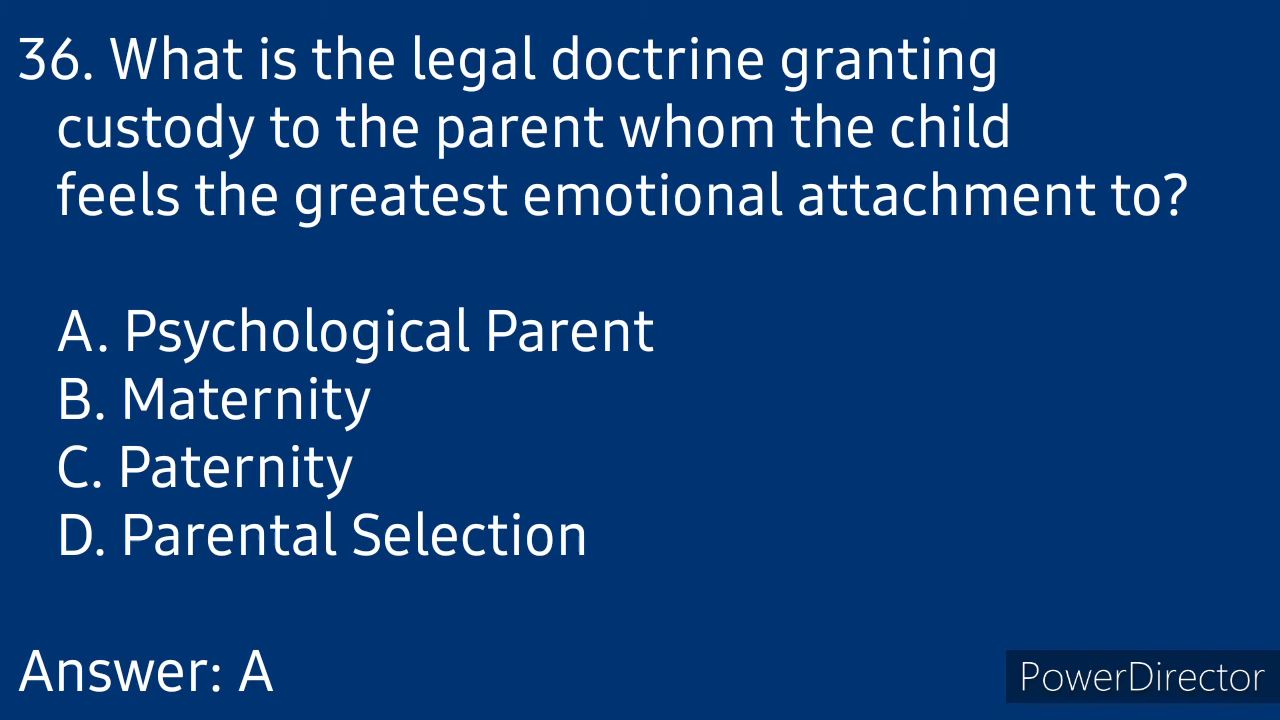 36. What is the legal doctrine granting
custody to the parent whom the child
feels the greatest emotional attachment to?
A. Psychological Parent
B. Maternity
C. Paternity
D. Parental Selection
Answer: A
PowerDirector